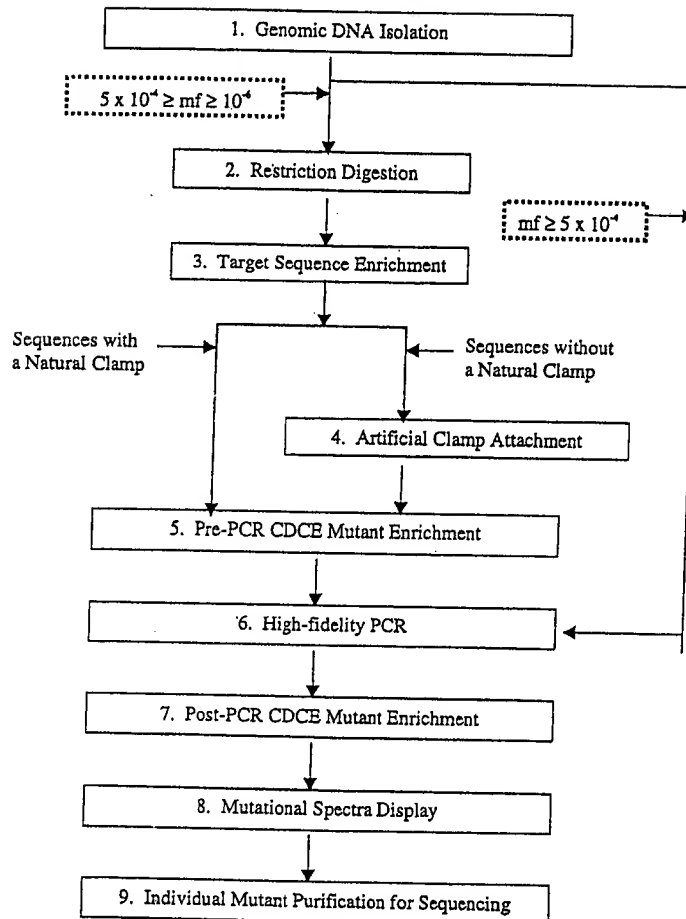 1. Genomic DNA Isolation
5 x 10⁻⁴ ≥ mf ≥ 10⁻⁶
2. Restriction Digestion
mf ≥ 5 x 10⁻⁴
3. Target Sequence Enrichment
Sequences with
a Natural Clamp
Sequences without
a Natural Clamp
4. Artificial Clamp Attachment
5. Pre-PCR CDCE Mutant Enrichment
6. High-fidelity PCR
7. Post-PCR CDCE Mutant Enrichment
8. Mutational Spectra Display
9. Individual Mutant Purification for Sequencing